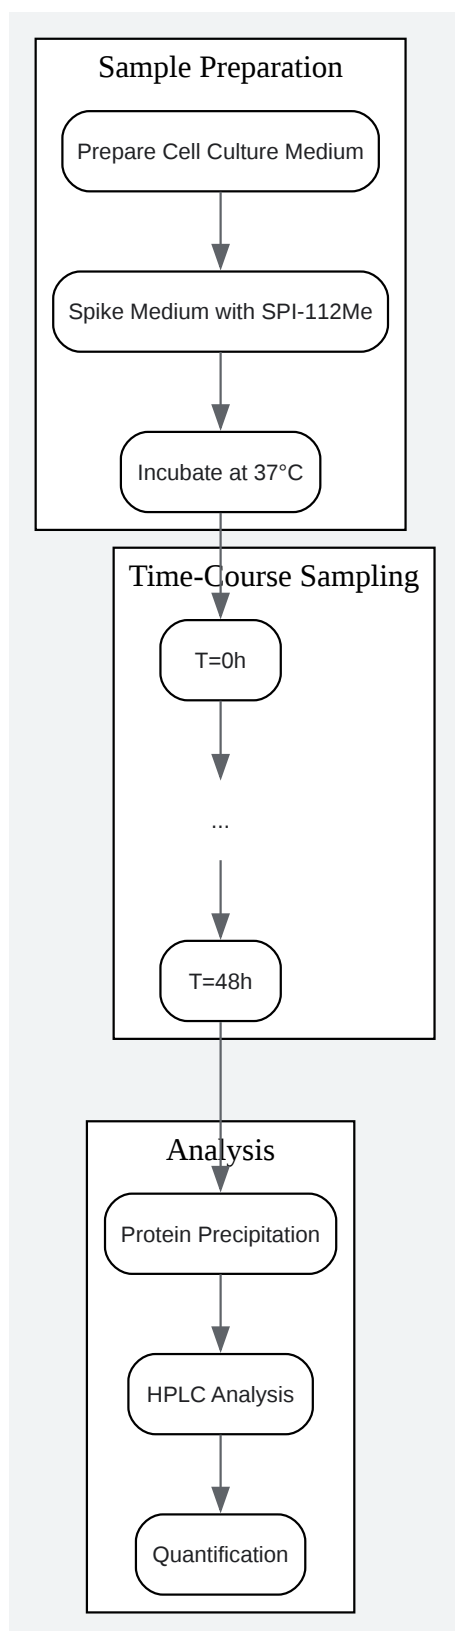 Sample Preparation
Prepare Cell Culture Medium
Spike Medium with SPI-112Me
Incubate at 37°C
Time-Course Sampling
T=0h
...
T=48h
Analysis
Protein Precipitation
HPLC Analysis
Quantification